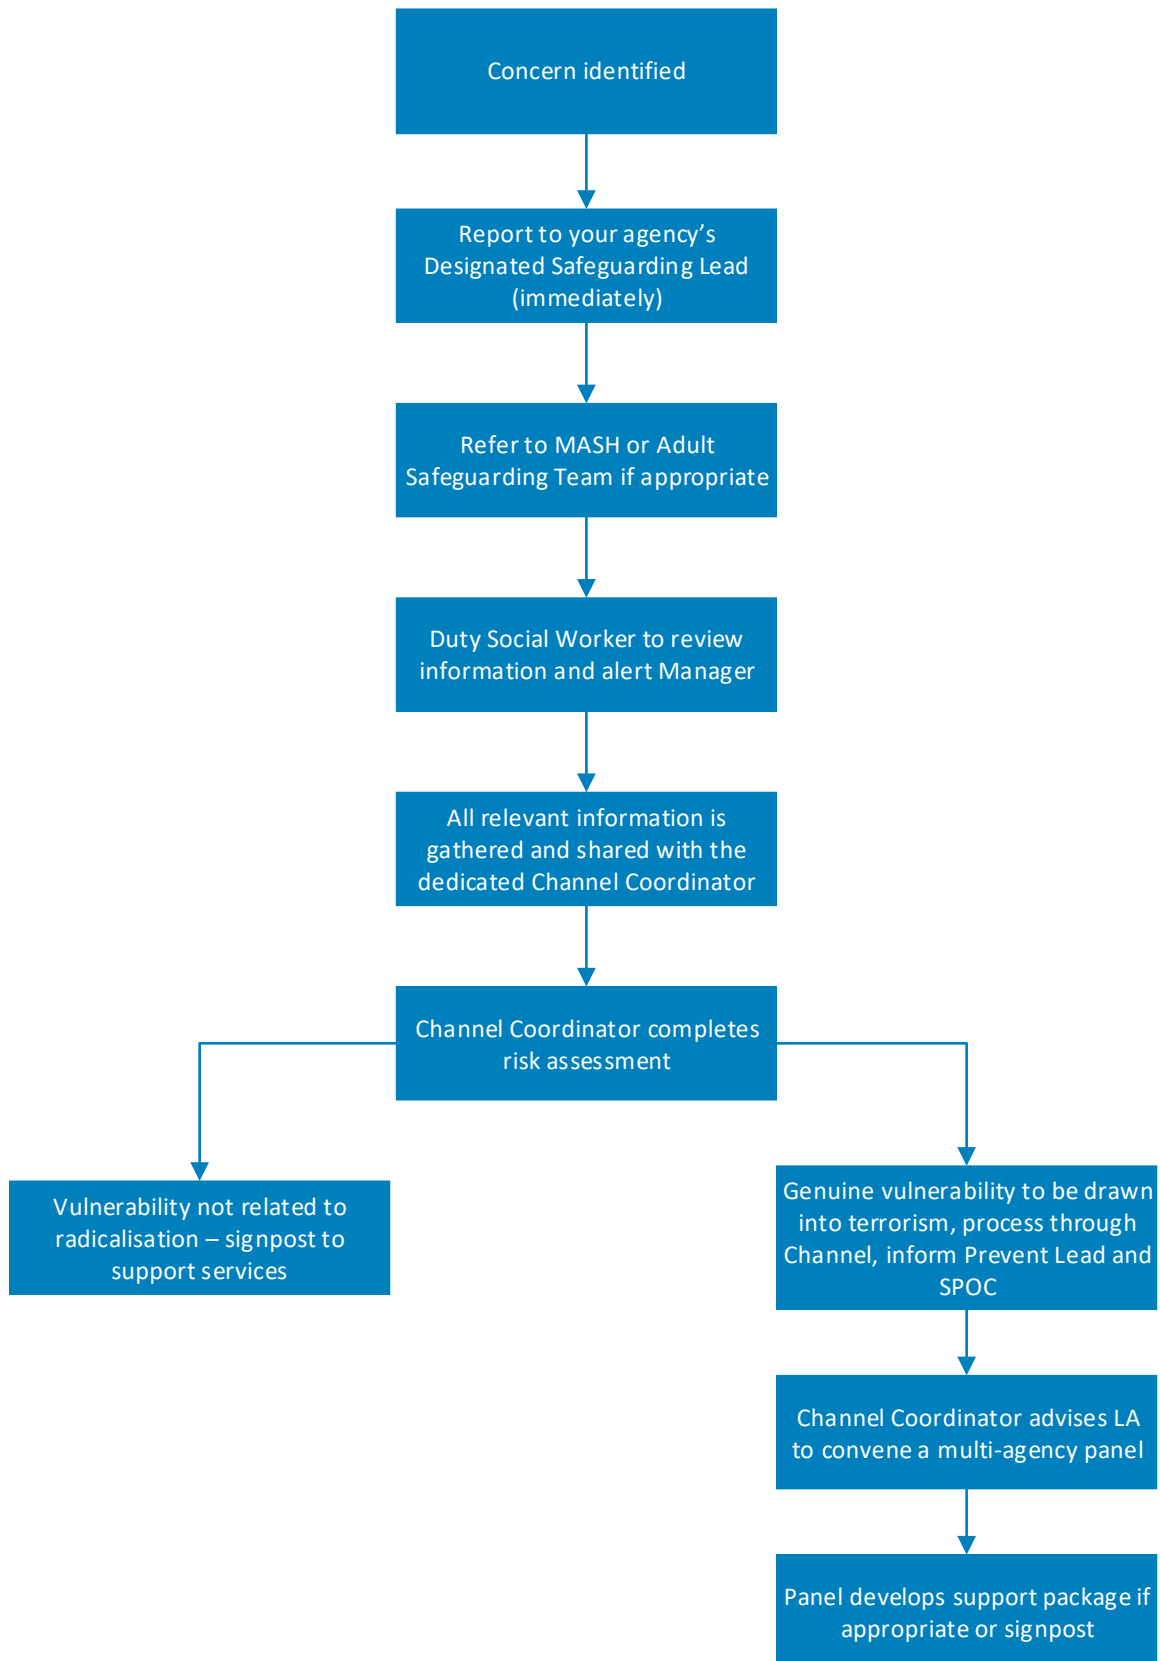 Concern identified
Report to your agency’s
Designated Safeguarding Lead
(immediately)
Refer to MASH or Adult
Safeguarding Team if appropriate
Duty Social Worker to review
information and alert Manager
All relevant information is
gathered and shared with the
dedicated Channel Coordinator
Channel Coordinator completes
risk assessment
Vulnerability not related to
radicalisation – signpost to
support services
Genuine vulnerability to be drawn
into terrorism, process through
Channel, inform Prevent Lead and
SPOC
Channel Coordinator advises LA
to convene a multi-agency panel
Panel develops support package if
appropriate or signpost